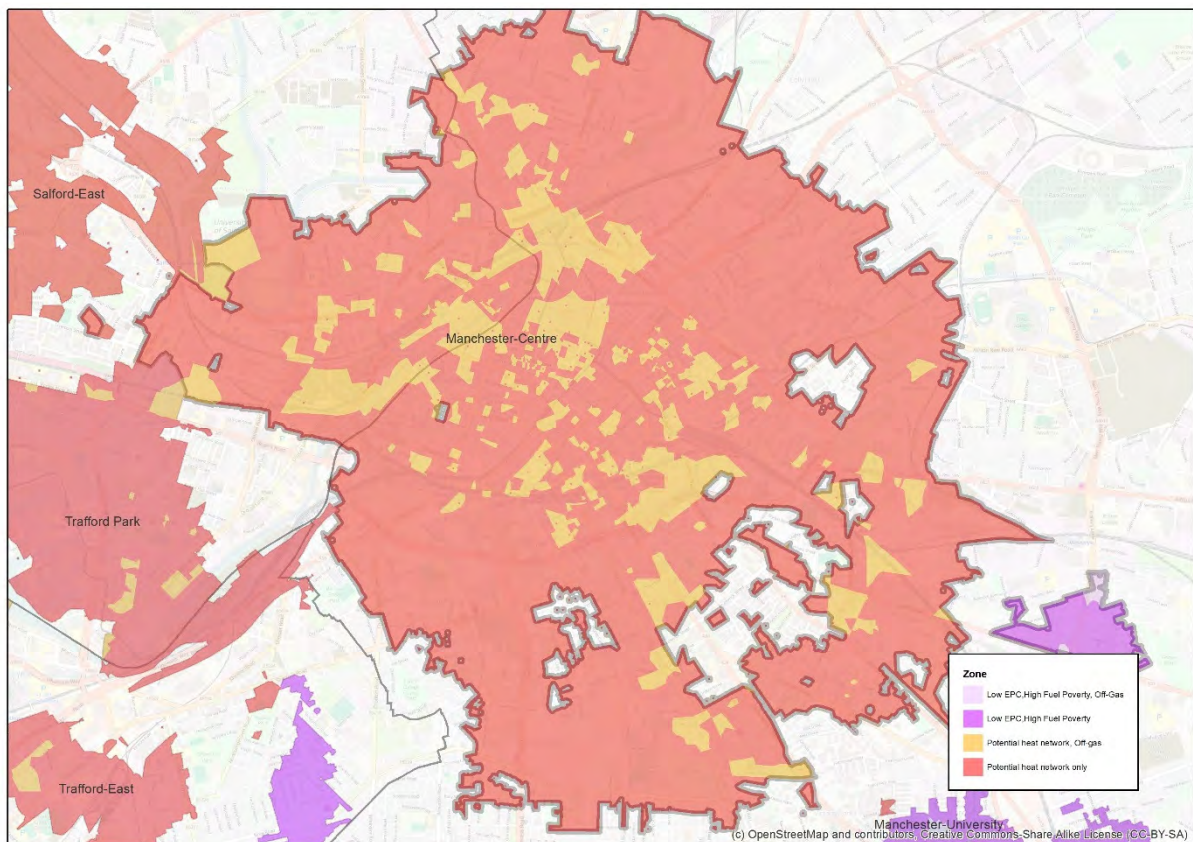 Salford-East
Manchester-Centre
Trafford Park
Trafford-East
Manchester-University
Zone
Low EPC,High Fuel Poverty, Off-Gas
Low EPC,High Fuel Poverty
Potential heat network, Off-gas
Potential heat network only
(c) OpenStreetMap and contributors, Creative Commons-Share Alike License (CC-BY-SA)